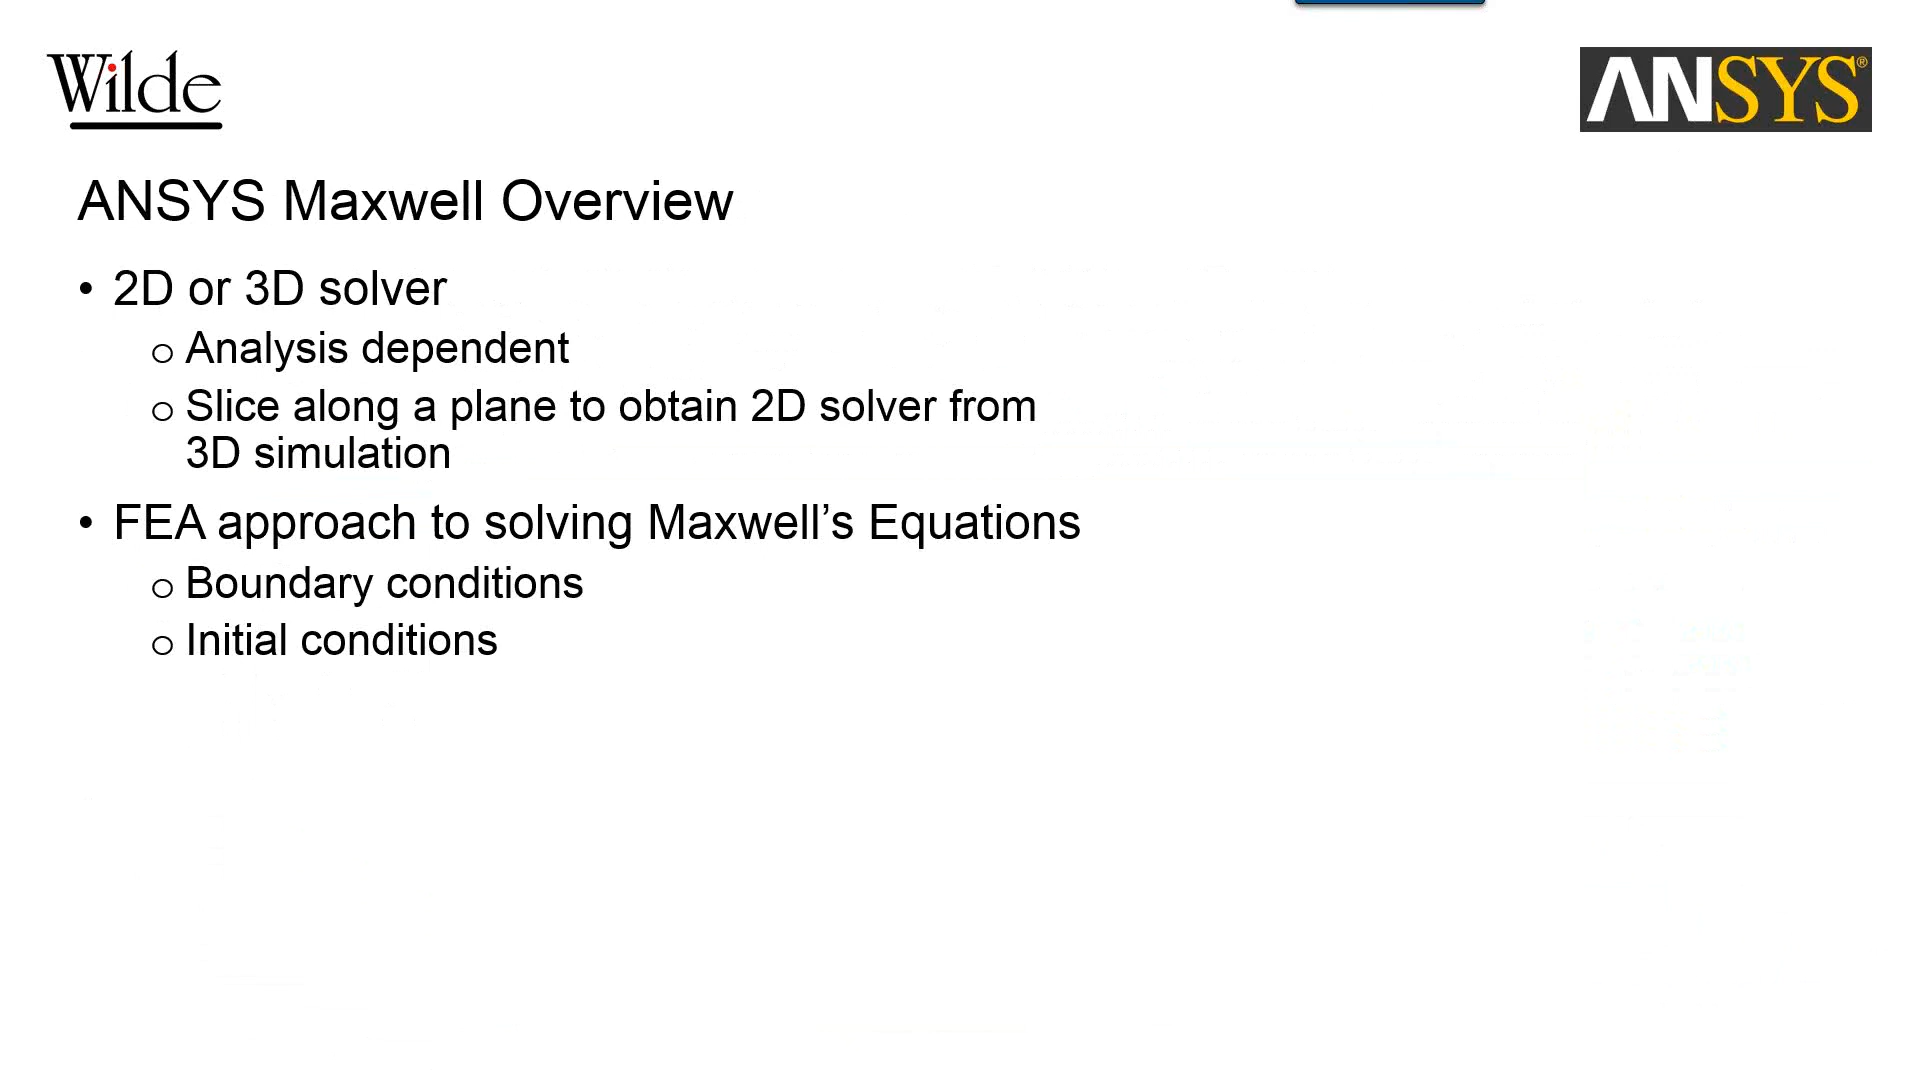 Wilde
ANSYS®
ANSYS Maxwell Overview
• 2D or 3D solver
o Analysis dependent
o Slice along a plane to obtain 2D solver from
3D simulation
• FEA approach to solving Maxwell’s Equations
o Boundary conditions
o Initial conditions